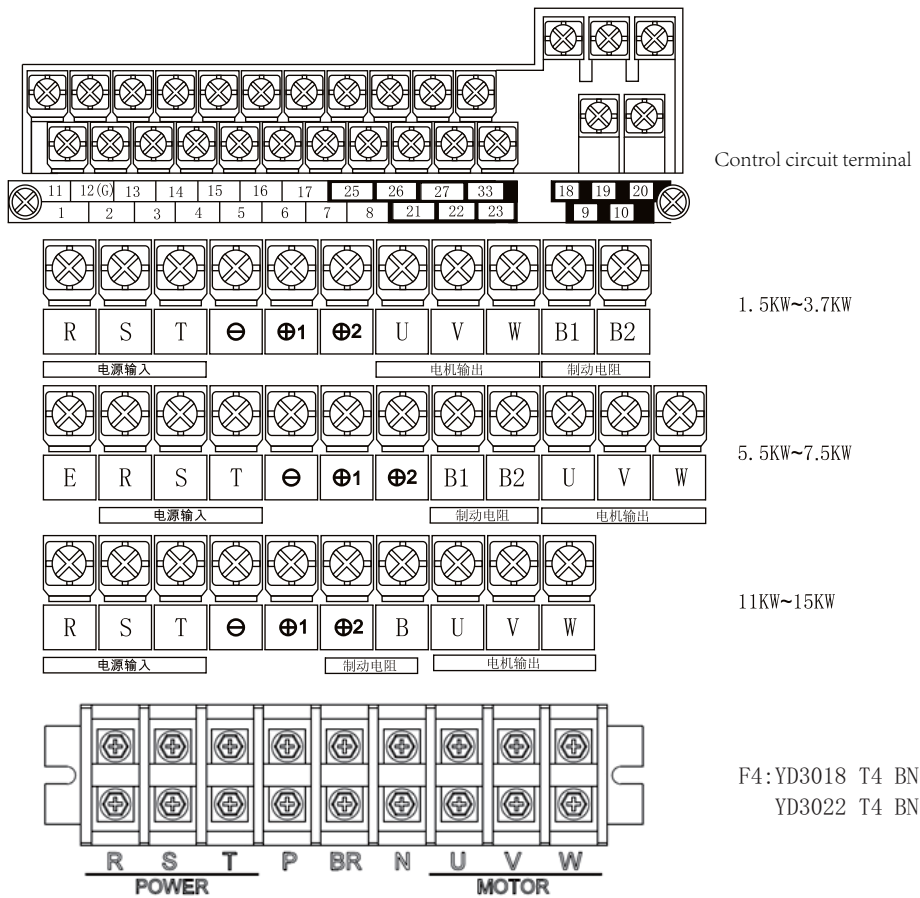 Control circuit terminal
11 12(G) 13 14 15 16 17 25 26 27 33 18 19 20
1 2 3 4 5 6 7 8 21 22 23 9 10
1.5KW~3.7KW
R S T ⊖ ⊕1 ⊕2 U V W B1 B2
电源输入 电机输出 制动电阻
5.5KW~7.5KW
E R S T ⊖ ⊕1 ⊕2 B1 B2 U V W
电源输入 制动电阻 电机输出
11KW~15KW
R S T ⊖ ⊕1 ⊕2 B U V W
电源输入 制动电阻 电机输出
F4:YD3018 T4 BN
YD3022 T4 BN
R S T P BR N U V W
POWER MOTOR